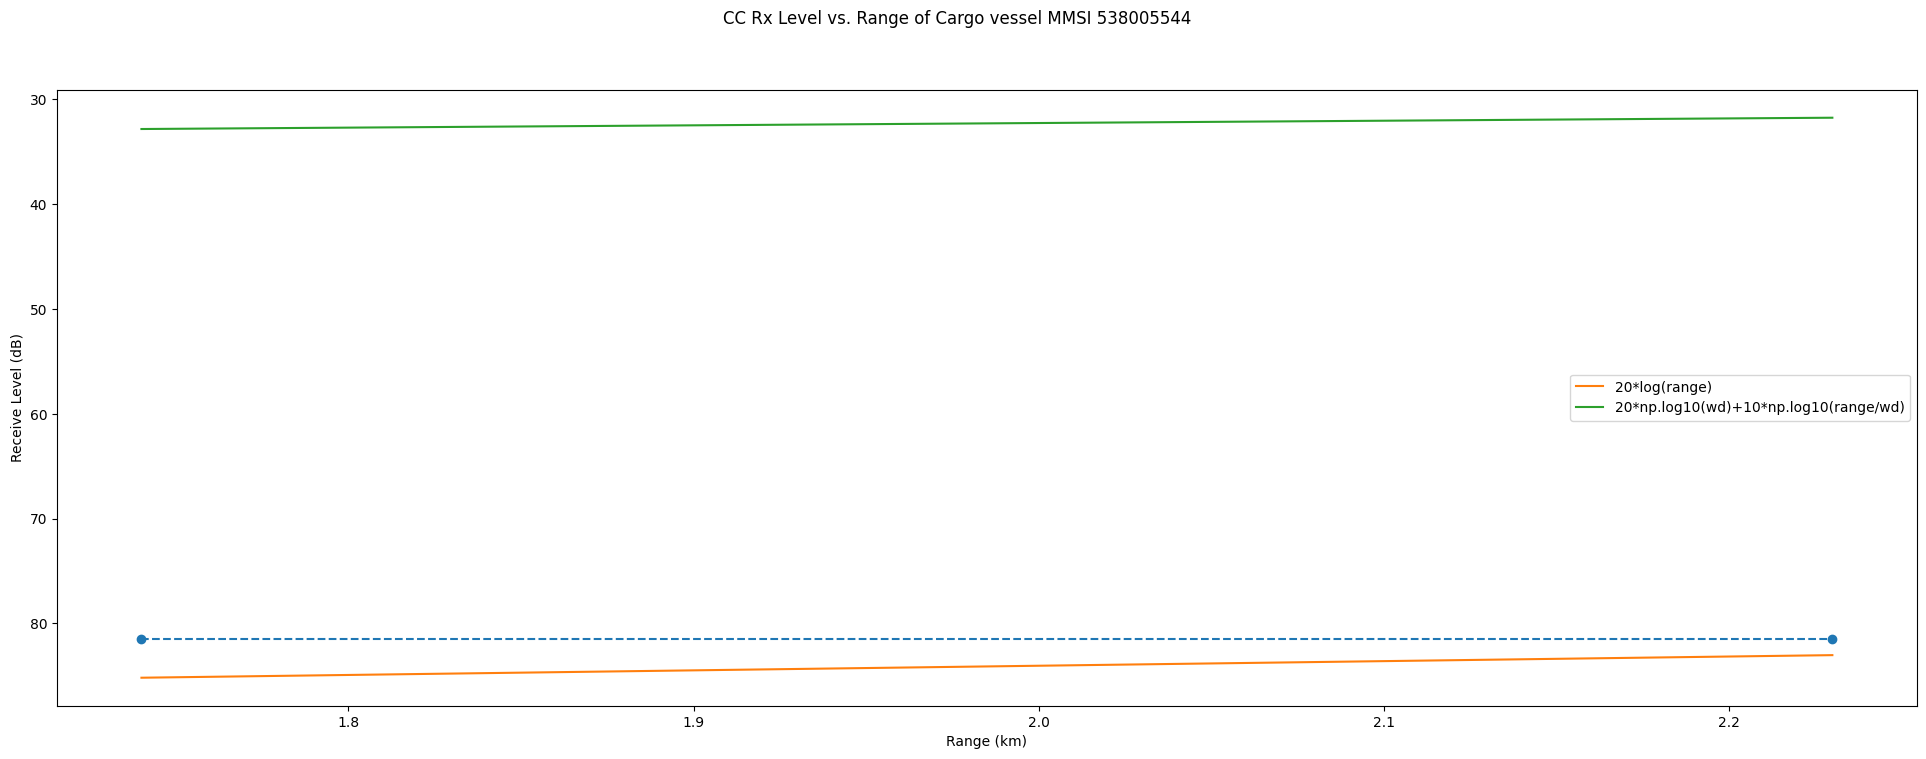 CC Rx Level vs. Range of Cargo vessel MMSI 538005544
30
40
50
60
70
80
Receive Level (dB)
20*log(range)
20*np.log10(wd)+10*np.log10(range/wd)
1.8
1.9
2.0
2.1
2.2
Range (km)